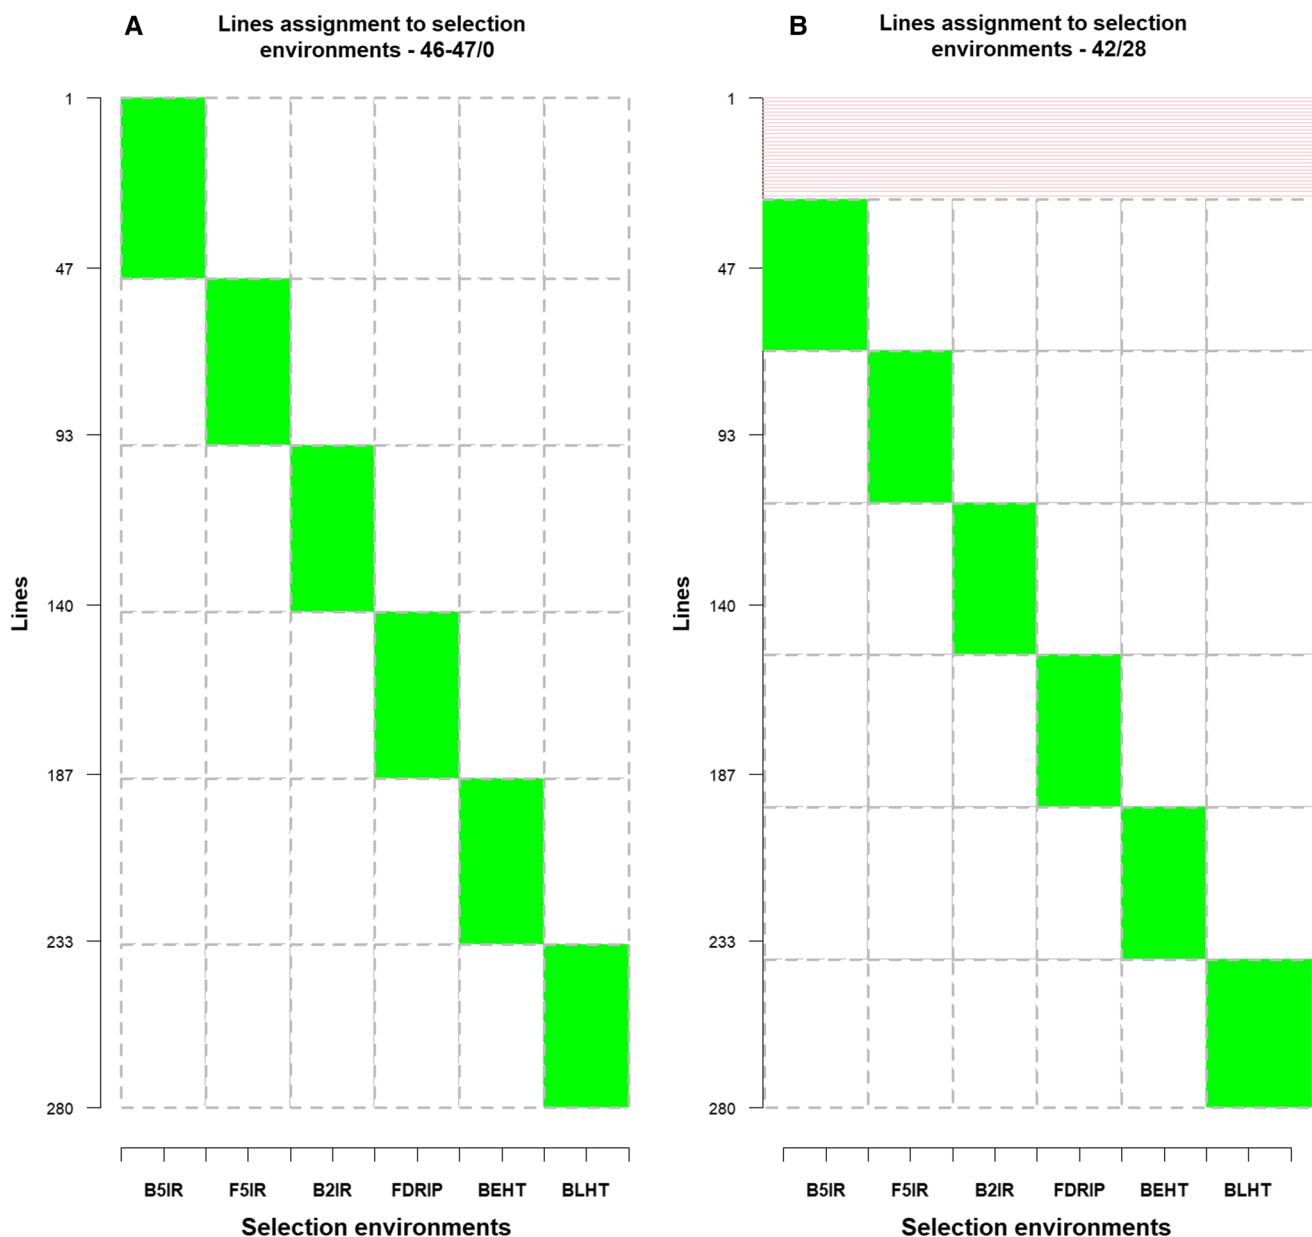 A
Lines assignment to selection
environments - 46-47/0
1
47
93
140
187
233
280
Lines
B5IR F5IR B2IR FDRIP BEHT BLHT
Selection environments
B
Lines assignment to selection
environments - 42/28
1
47
93
140
187
233
280
Lines
B5IR F5IR B2IR FDRIP BEHT BLHT
Selection environments